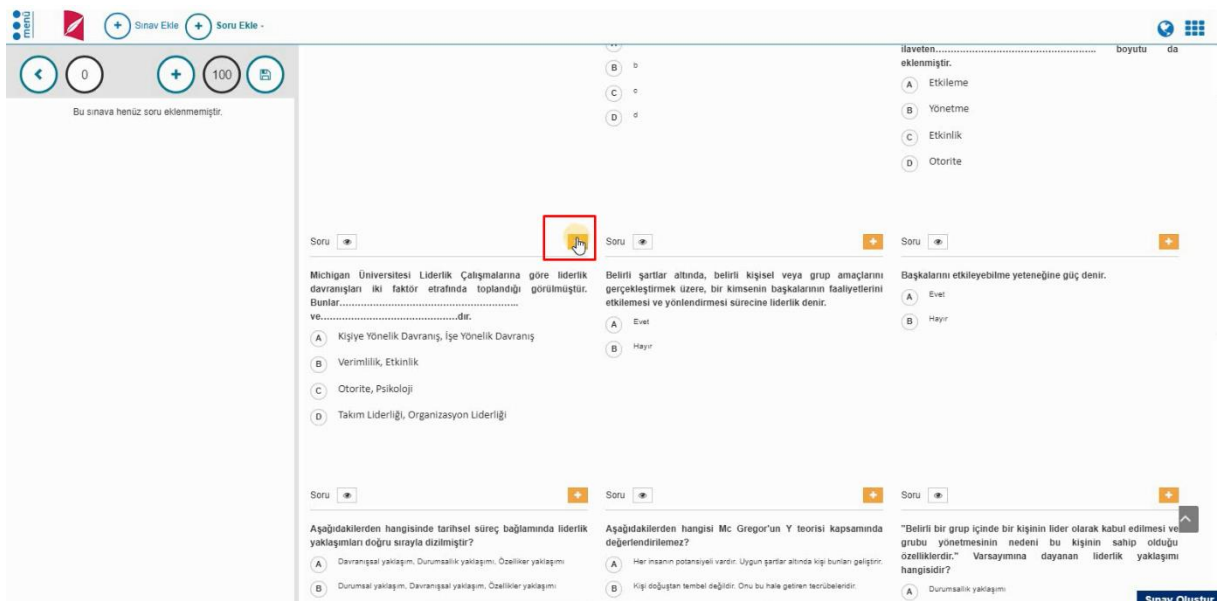 menü
Sınav Ekle
Soru Ekle -
0
100
Bu sınava henüz soru eklenmemiştir.
A
B b
C c
D d
ilaveten........................................................ boyutu da
eklenmiştir.
A Etkileme
B Yönetme
C Etkinlik
D Otorite
Soru
Michigan Üniversitesi Liderlik Çalışmalarına göre liderlik
davranışları iki faktör etrafında toplandığı görülmüştür.
Bunlar..............................................................
ve................................................dır.
A Kişiye Yönelik Davranış, İşe Yönelik Davranış
B Verimlilik, Etkinlik
C Otorite, Psikoloji
D Takım Liderliği, Organizasyon Liderliği
Soru
Belirli şartlar altında, belirli kişisel veya grup amaçlarını
gerçekleştirmek üzere, bir kimsenin başkalarının faaliyetlerini
etkilemesi ve yönlendirmesi sürecine liderlik denir.
A Evet
B Hayır
Soru
Başkalarını etkileyebilme yeteneğine güç denir.
A Evet
B Hayır
Soru
Aşağıdakilerden hangisinde tarihsel süreç bağlamında liderlik
yaklaşımları doğru sırayla dizilmiştir?
A Davranışsal yaklaşım, Durumsallık yaklaşımı, Özelliker yaklaşımı
B Durumsal yaklaşım, Davranışsal yaklaşım, Özellikler yaklaşımı
Soru
Aşağıdakilerden hangisi Mc Gregor'un Y teorisi kapsamında
değerlendirilemez?
A Her insanın potansiyeli vardır. Uygun şartlar altında kişi bunları geliştirir.
B Kişi doğuştan tembel değildir. Onu bu hale getiren tecrübeleridir.
Soru
"Belirli bir grup içinde bir kişinin lider olarak kabul edilmesi ve
grubu yönetmesinin nedeni bu kişinin sahip olduğu
özelliklerdir." Varsayımına dayanan liderlik yaklaşımı
hangisidir?
A Durumsallık yaklaşımı
Sınav Oluştur